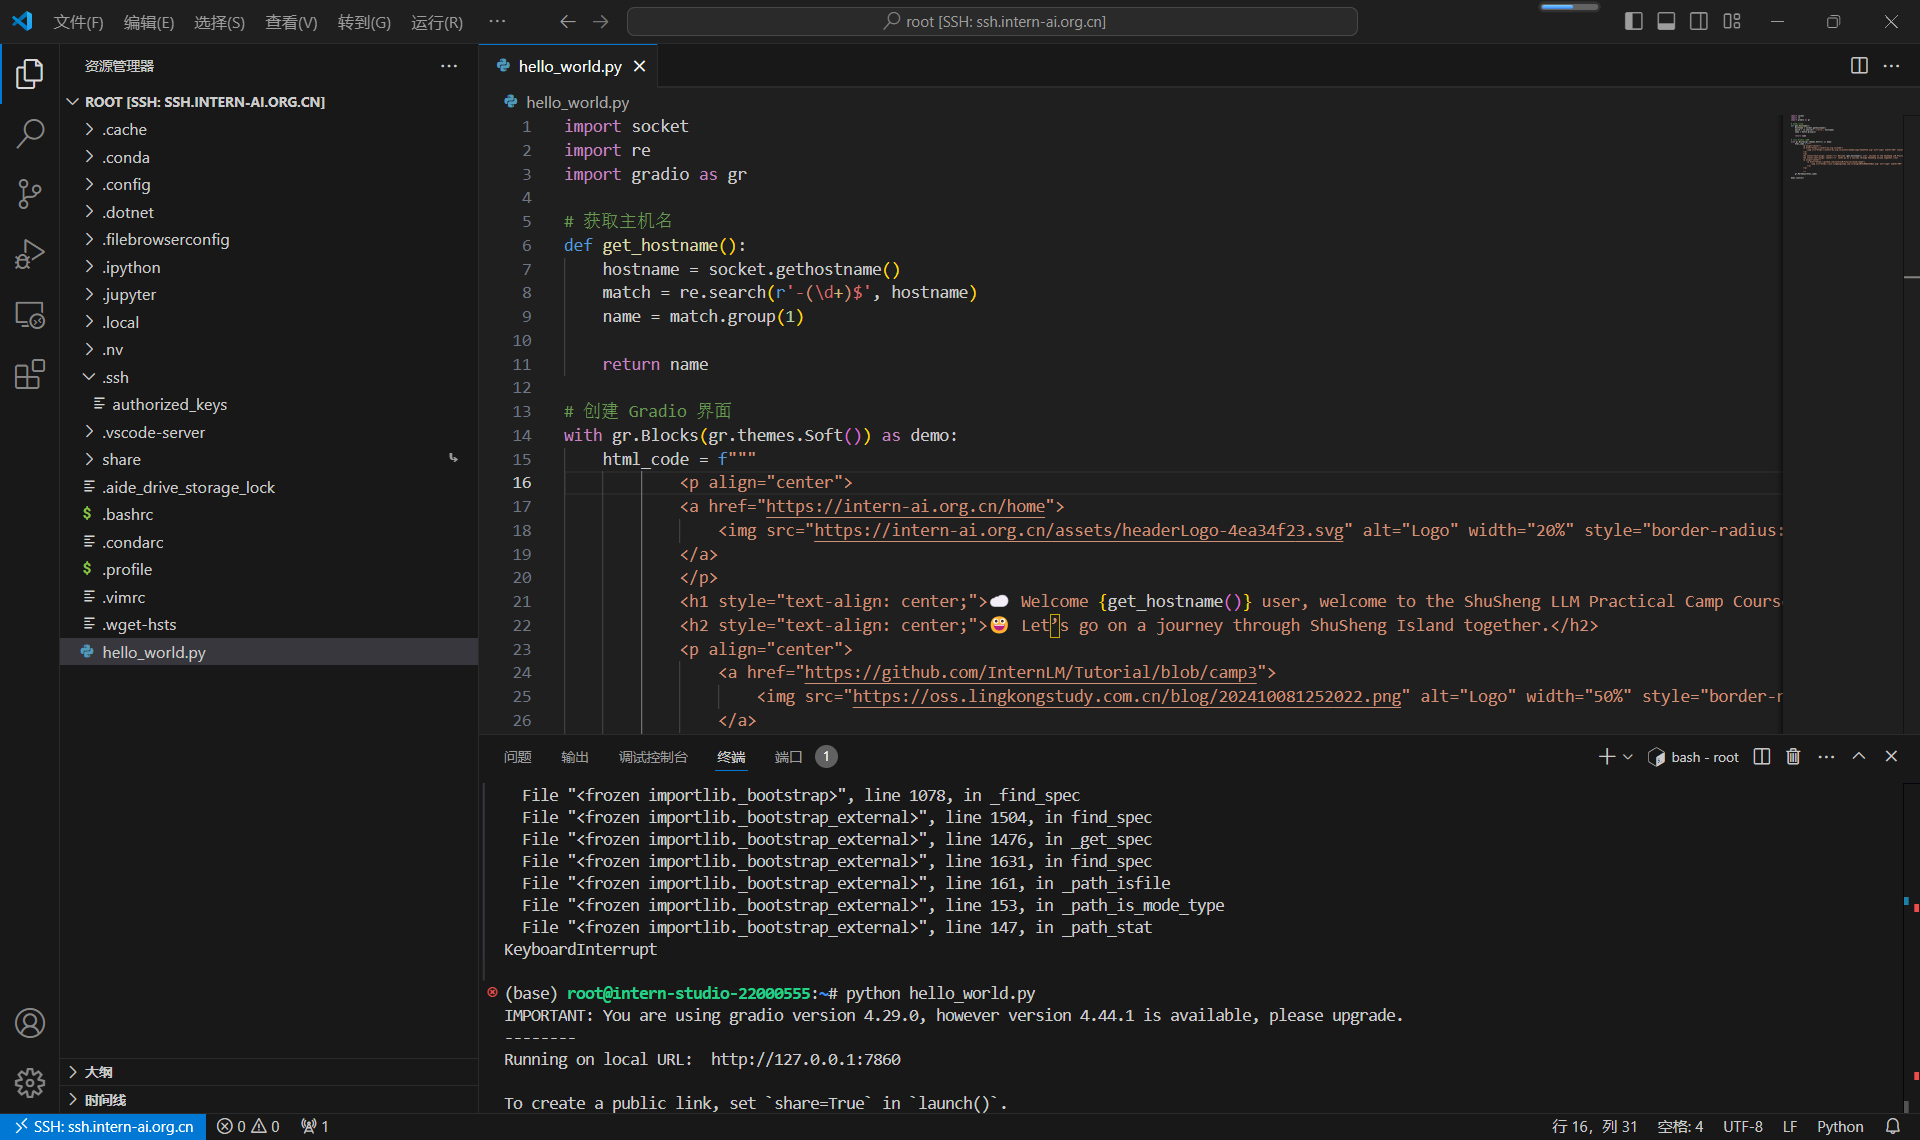 文件(F) 编辑(E) 选择(S) 查看(V) 转到(G) 运行(R) ···
root [SSH: ssh.intern-ai.org.cn]
资源管理器
ROOT [SSH: SSH.INTERN-AI.ORG.CN]
.cache
.conda
.config
.dotnet
.filebrowserconfig
.ipython
.jupyter
.local
.nv
.ssh
authorized_keys
.vscode-server
share
.aide_drive_storage_lock
.bashrc
.condarc
.profile
.vimrc
.wget-hsts
hello_world.py
大纲
时间线
hello_world.py
hello_world.py
1 import socket
2 import re
3 import gradio as gr
4
5 # 获取主机名
6 def get_hostname():
7 hostname = socket.gethostname()
8 match = re.search(r'-(\d+)$', hostname)
9 name = match.group(1)
10
11 return name
12
13 # 创建 Gradio 界面
14 with gr.Blocks(gr.themes.Soft()) as demo:
15 html_code = f"""
16 <p align="center">
17 <a href="https://intern-ai.org.cn/home">
18 <img src="https://intern-ai.org.cn/assets/headerLogo-4ea34f23.svg" alt="Logo" width="20%" style="border-radius:
19 </a>
20 </p>
21 <h1 style="text-align: center;">☁️ Welcome {get_hostname()} user, welcome to the ShuSheng LLM Practical Camp Cours
22 <h2 style="text-align: center;">😀 Let’s go on a journey through ShuSheng Island together.</h2>
23 <p align="center">
24 <a href="https://github.com/InternLM/Tutorial/blob/camp3">
25 <img src="https://oss.lingkongstudy.com.cn/blog/202410081252022.png" alt="Logo" width="50%" style="border-r
26 </a>
问题 输出 调试控制台 终端 端口 1
bash - root
File "<frozen importlib._bootstrap>", line 1078, in _find_spec
File "<frozen importlib._bootstrap_external>", line 1504, in find_spec
File "<frozen importlib._bootstrap_external>", line 1476, in _get_spec
File "<frozen importlib._bootstrap_external>", line 1631, in find_spec
File "<frozen importlib._bootstrap_external>", line 161, in _path_isfile
File "<frozen importlib._bootstrap_external>", line 153, in _path_is_mode_type
File "<frozen importlib._bootstrap_external>", line 147, in _path_stat
KeyboardInterrupt
(base) root@intern-studio-22000555:~# python hello_world.py
IMPORTANT: You are using gradio version 4.29.0, however version 4.44.1 is available, please upgrade.
--------
Running on local URL: http://127.0.0.1:7860
To create a public link, set `share=True` in `launch()`.
SSH: ssh.intern-ai.org.cn 0 0 1 行 16，列 31 空格: 4 UTF-8 LF Python